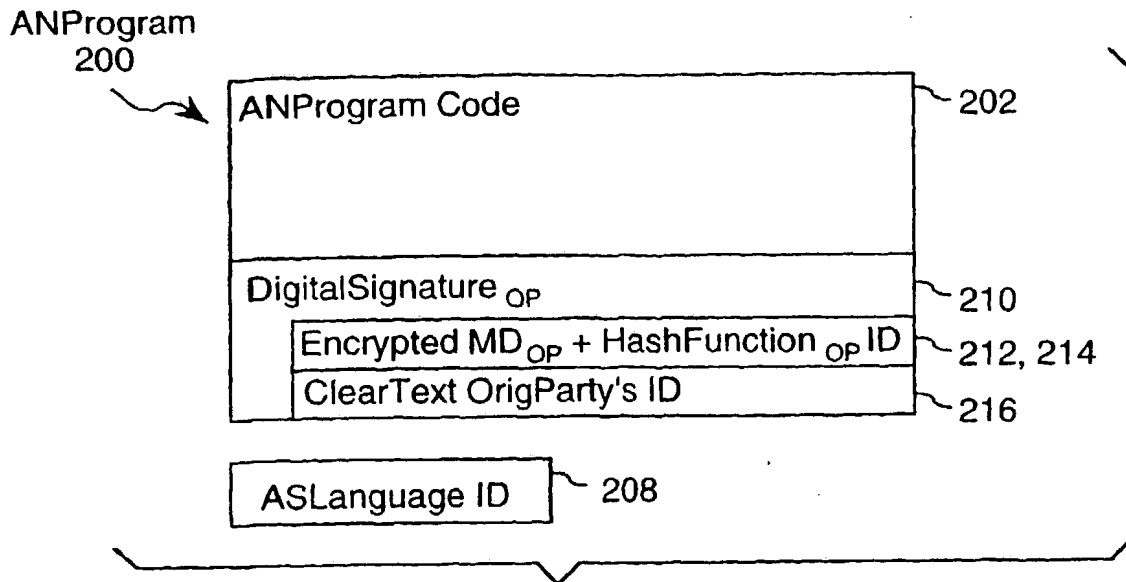 ANProgram
200
ANProgram Code
202
DigitalSignature OP
210
Encrypted MD OP + HashFunction OP ID
212, 214
ClearText OrigParty's ID
216
ASLanguage ID
208